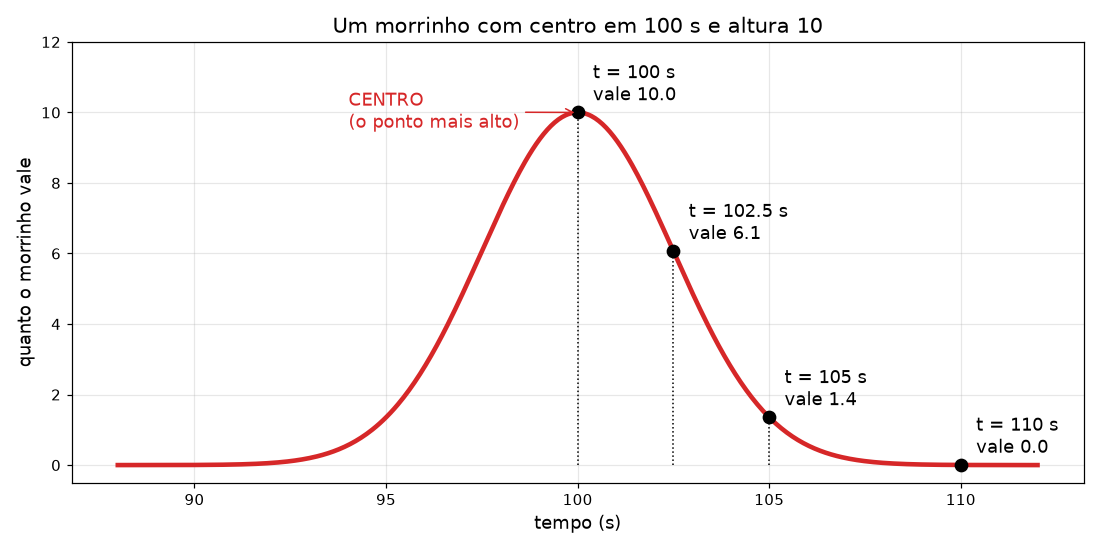 Um morrinho com centro em 100 s e altura 10
quanto o morrinho vale
12
10
8
6
4
2
0
CENTRO
(o ponto mais alto)
t = 100 s
vale 10.0
t = 102.5 s
vale 6.1
t = 105 s
vale 1.4
t = 110 s
vale 0.0
90
95
100
105
110
tempo (s)